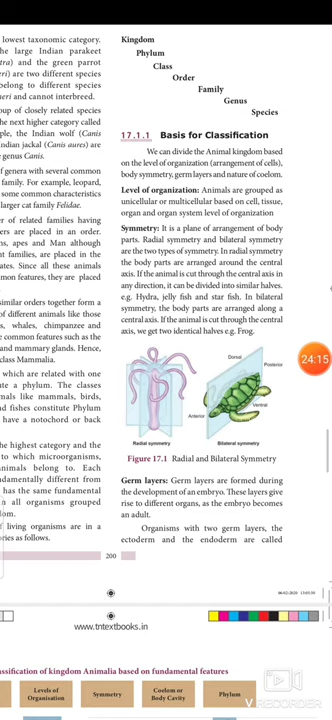 lowest taxonomic category.
he large Indian parakeet
tra) and the green parrot
eri) are two different species
belong to different species
eri and cannot interbreed.
oup of closely related species
he next higher category called
ple, the Indian wolf (Canis
ndian jackal (Canis aures) are
e genus Canis.
f genera with several common
family. For example, leopard,
some common characteristics
larger cat family Felidae.
r of related families having
ers are placed in an order.
ns, apes and Man although
nt families, are placed in the
ates. Since all these animals
mon features, they are placed
similar orders together form a
of different animals like those
s, whales, chimpanzee and
e common features such as the
and mammary glands. Hence,
class Mammalia.
which are related with one
ute a phylum. The classes
mals like mammals, birds,
nd fishes constitute Phylum
have a notochord or back
he highest category and the
to which microorganisms,
nimals belong to. Each
ndamentally different from
has the same fundamental
n all organisms grouped
dom.
f living organisms are in a
ories as follows.
Kingdom
Phylum
Class
Order
Family
Genus
Species
17.1.1 Basis for Classification
We can divide the Animal kingdom based
on the level of organization (arrangement of cells),
body symmetry, germ layers and nature of coelom.
Level of organization: Animals are grouped as
unicellular or multicellular based on cell, tissue,
organ and organ system level of organization
Symmetry: It is a plane of arrangement of body
parts. Radial symmetry and bilateral symmetry
are the two types of symmetry. In radial symmetry
the body parts are arranged around the central
axis. If the animal is cut through the central axis in
any direction, it can be divided into similar halves.
e.g. Hydra, jelly fish and star fish. In bilateral
symmetry, the body parts are arranged along a
central axis. If the animal is cut through the central
axis, we get two identical halves e.g. Frog.
24:15
Dorsal
Posterior
Ventral
Anterior
Radial symmetry
Bilateral symmetry
Figure 17.1 Radial and Bilateral Symmetry
Germ layers: Germ layers are formed during
the development of an embryo. These layers give
rise to different organs, as the embryo becomes
an adult.
Organisms with two germ layers, the
ectoderm and the endoderm are called
200
06-02-2020 13:03:50
www.tntextbooks.in
assification of kingdom Animalia based on fundamental features
Levels of
Organisation
Symmetry
Coelom or
Body Cavity
Phylum
V RECORDER